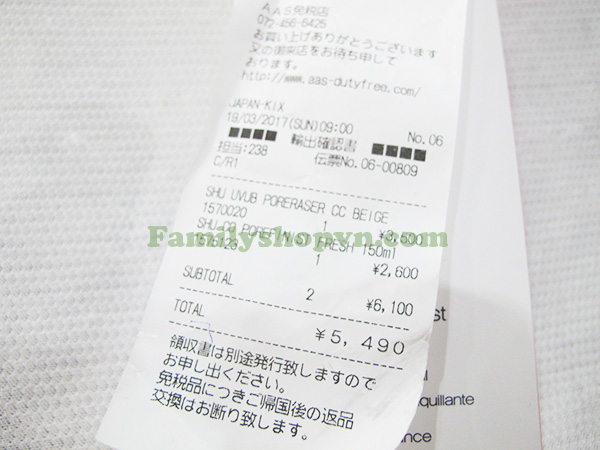 AAS免税店
072-456-6425
お買い上げありがとうございます
又の御来店をお待ち申して
おります。
http://www.aas-dutyfree.com/
JAPAN-KIX
19/03/2017(SUN)09:00 No.06
■■■■ 輸出確認書 ■■■■
担当:238 伝票No.06-00809
C/R1
SHU UVUB PORERASER CC BEIGE
1570020 1 ¥3,500
FRESH 150ml
1 ¥2,600
SUBTOTAL 2 ¥6,100
TOTAL ¥5,490
領収書は別途発行致しますので
お申し出ください。
免税品につきご帰国後の返品
交換はお断り致します。
Familyshopvn.com
st
quillante
nce